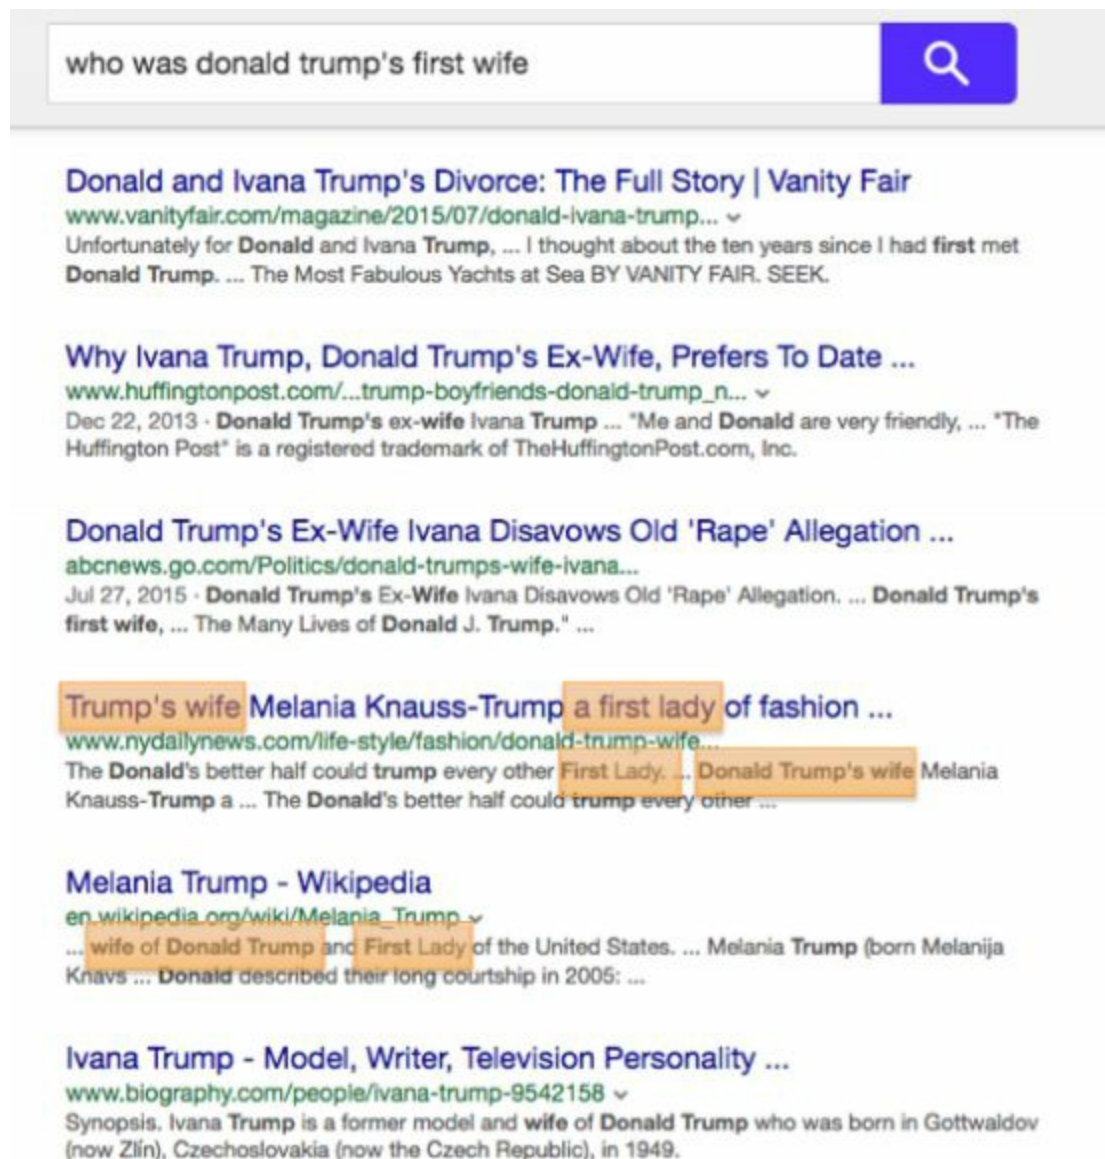 who was donald trump's first wife
Donald and Ivana Trump's Divorce: The Full Story | Vanity Fair
www.vanityfair.com/magazine/2015/07/donald-ivana-trump...
Unfortunately for Donald and Ivana Trump, ... I thought about the ten years since I had first met
Donald Trump. ... The Most Fabulous Yachts at Sea BY VANITY FAIR. SEEK.
Why Ivana Trump, Donald Trump's Ex-Wife, Prefers To Date ...
www.huffingtonpost.com/...trump-boyfriends-donald-trump_n...
Dec 22, 2013 · Donald Trump's ex-wife Ivana Trump ... "Me and Donald are very friendly, ... "The
Huffington Post" is a registered trademark of TheHuffingtonPost.com, Inc.
Donald Trump's Ex-Wife Ivana Disavows Old 'Rape' Allegation ...
abcnews.go.com/Politics/donald-trumps-wife-ivana...
Jul 27, 2015 · Donald Trump's Ex-Wife Ivana Disavows Old 'Rape' Allegation. ... Donald Trump's
first wife, ... The Many Lives of Donald J. Trump." ...
Trump's wife Melania Knauss-Trump a first lady of fashion ...
www.nydailynews.com/life-style/fashion/donald-trump-wife...
The Donald's better half could trump every other First Lady. ... Donald Trump's wife Melania
Knauss-Trump a ... The Donald's better half could trump every other ...
Melania Trump - Wikipedia
en.wikipedia.org/wiki/Melania_Trump
... wife of Donald Trump and First Lady of the United States. ... Melania Trump (born Melanija
Knavs ... Donald described their long courtship in 2005: ...
Ivana Trump - Model, Writer, Television Personality ...
www.biography.com/people/ivana-trump-9542158
Synopsis. Ivana Trump is a former model and wife of Donald Trump who was born in Gottwaldov
(now Zlín), Czechoslovakia (now the Czech Republic), in 1949.